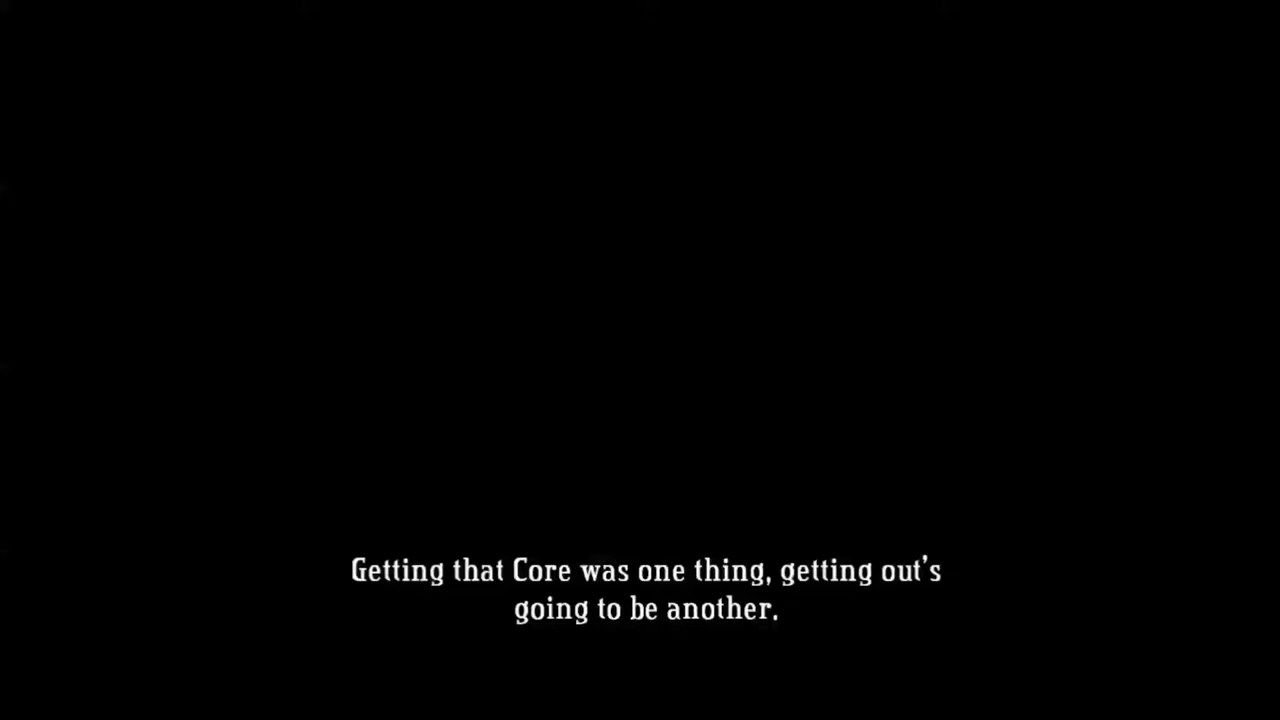 Getting that Core was one thing, getting out's
going to be another.